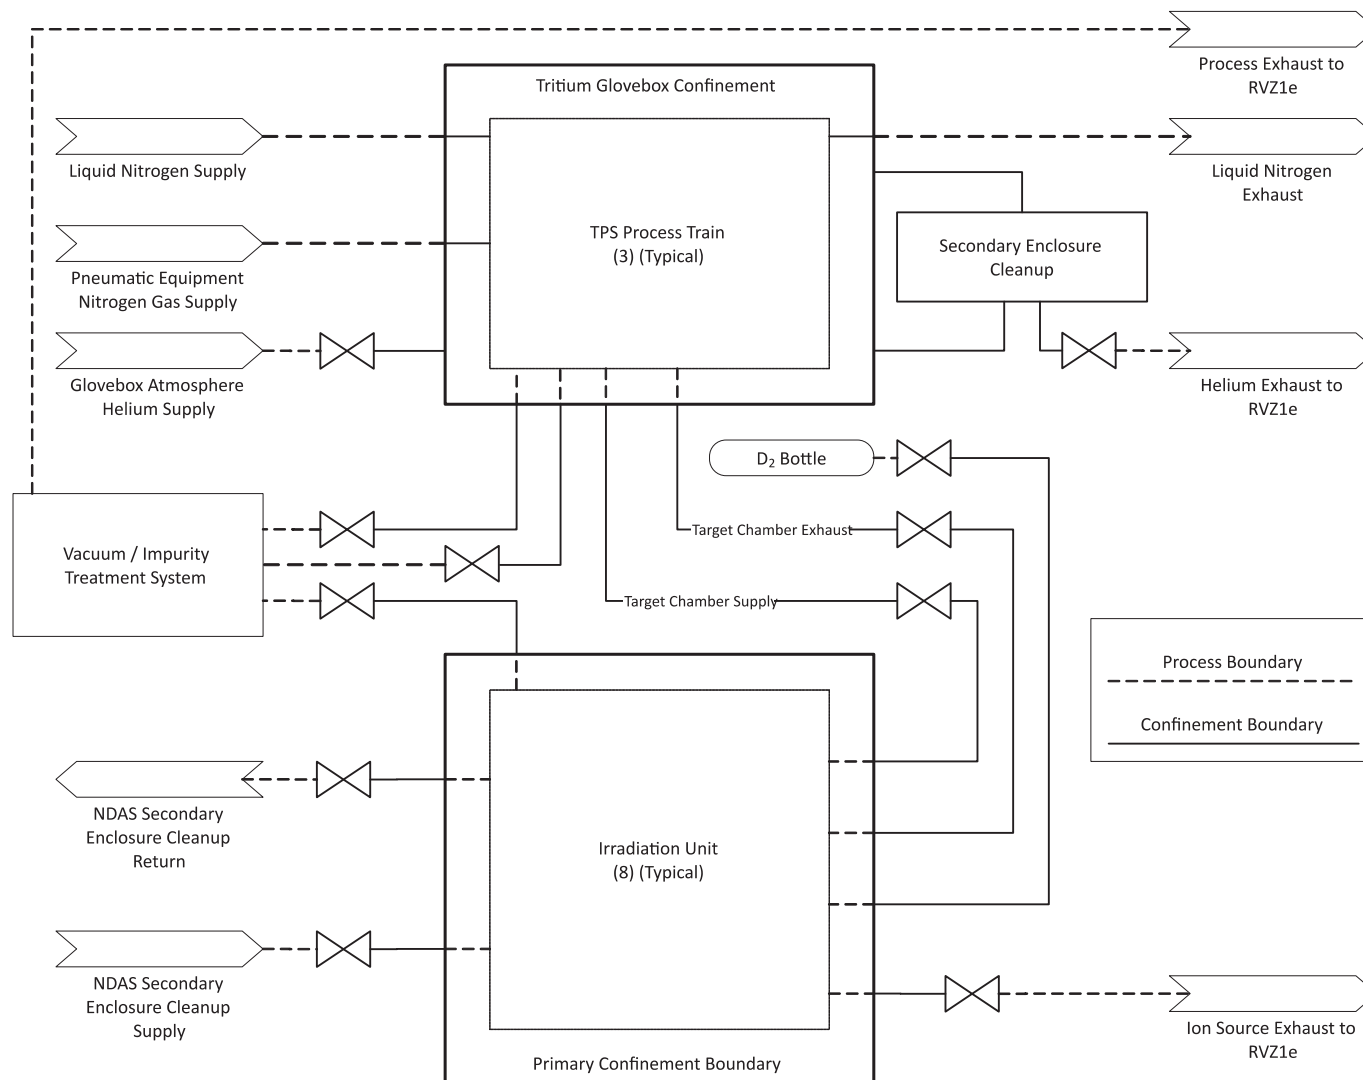 Process Exhaust to
RVZ1e
Tritium Glovebox Confinement
Liquid Nitrogen Supply
Liquid Nitrogen
Exhaust
TPS Process Train
(3) (Typical)
Secondary Enclosure
Cleanup
Pneumatic Equipment
Nitrogen Gas Supply
Glovebox Atmosphere
Helium Supply
Helium Exhaust to
RVZ1e
D₂ Bottle
Target Chamber Exhaust
Vacuum / Impurity
Treatment System
Target Chamber Supply
Process Boundary
Confinement Boundary
NDAS Secondary
Enclosure Cleanup
Return
Irradiation Unit
(8) (Typical)
NDAS Secondary
Enclosure Cleanup
Supply
Ion Source Exhaust to
RVZ1e
Primary Confinement Boundary